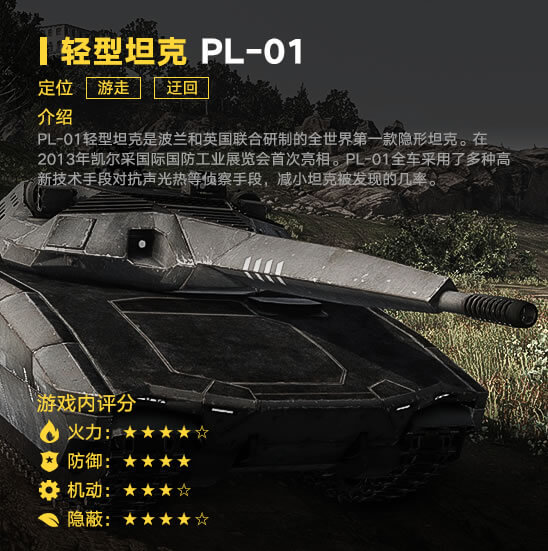 轻型坦克 PL-01
定位 游走 迂回
介绍
PL-01轻型坦克是波兰和英国联合研制的全世界第一款隐形坦克。在
2013年凯尔采国际国防工业展览会首次亮相。PL-01全车采用了多种高
新技术手段对抗声光热等侦察手段，减小坦克被发现的几率。
游戏内评分
火力：★★★★☆
防御：★★★★
机动：★★★☆
隐蔽：★★★★☆